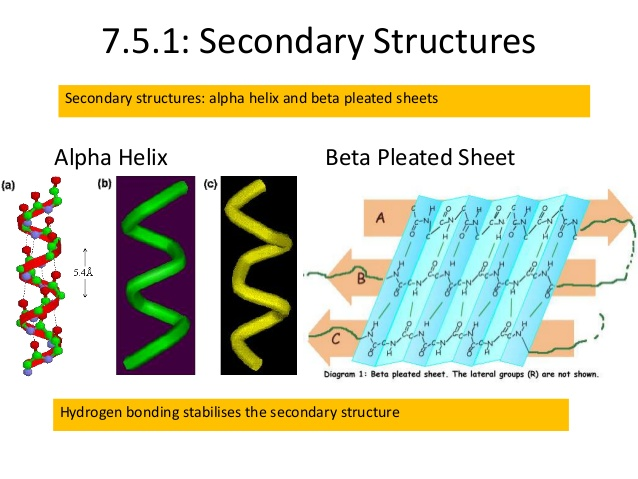 7.5.1: Secondary Structures
Secondary structures: alpha helix and beta pleated sheets
Alpha Helix
Beta Pleated Sheet
(a)
(b)
(c)
5.4Å
A
B
C
Diagram 1: Beta pleated sheet. The lateral groups (R) are not shown.
Hydrogen bonding stabilises the secondary structure